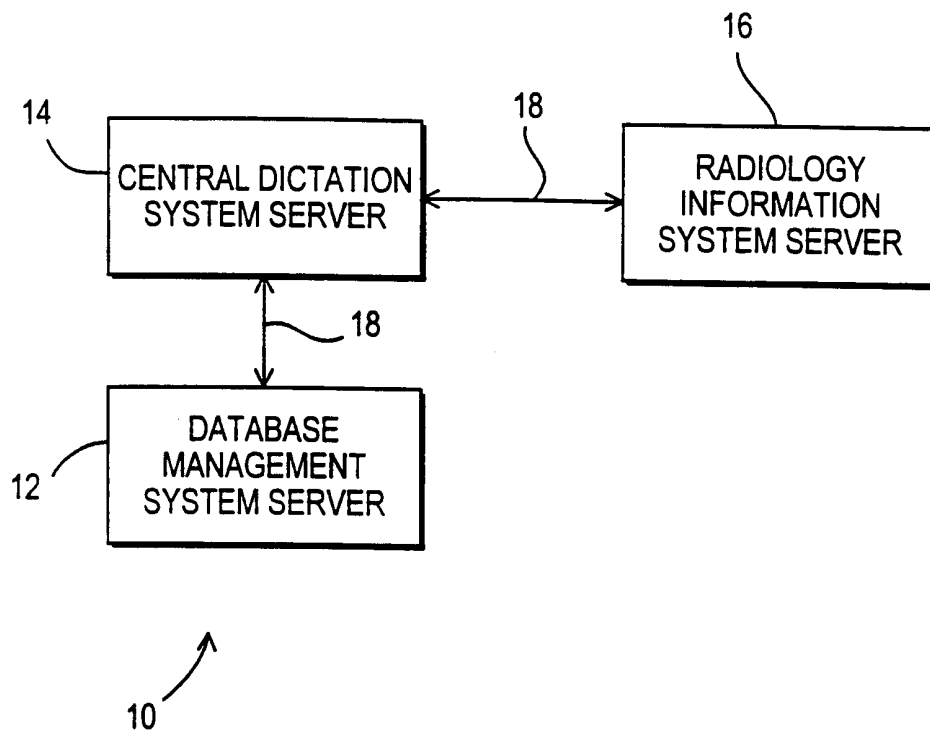 16
14
18
CENTRAL DICTATION
SYSTEM SERVER
RADIOLOGY
INFORMATION
SYSTEM SERVER
18
DATABASE
MANAGEMENT
SYSTEM SERVER
12
10